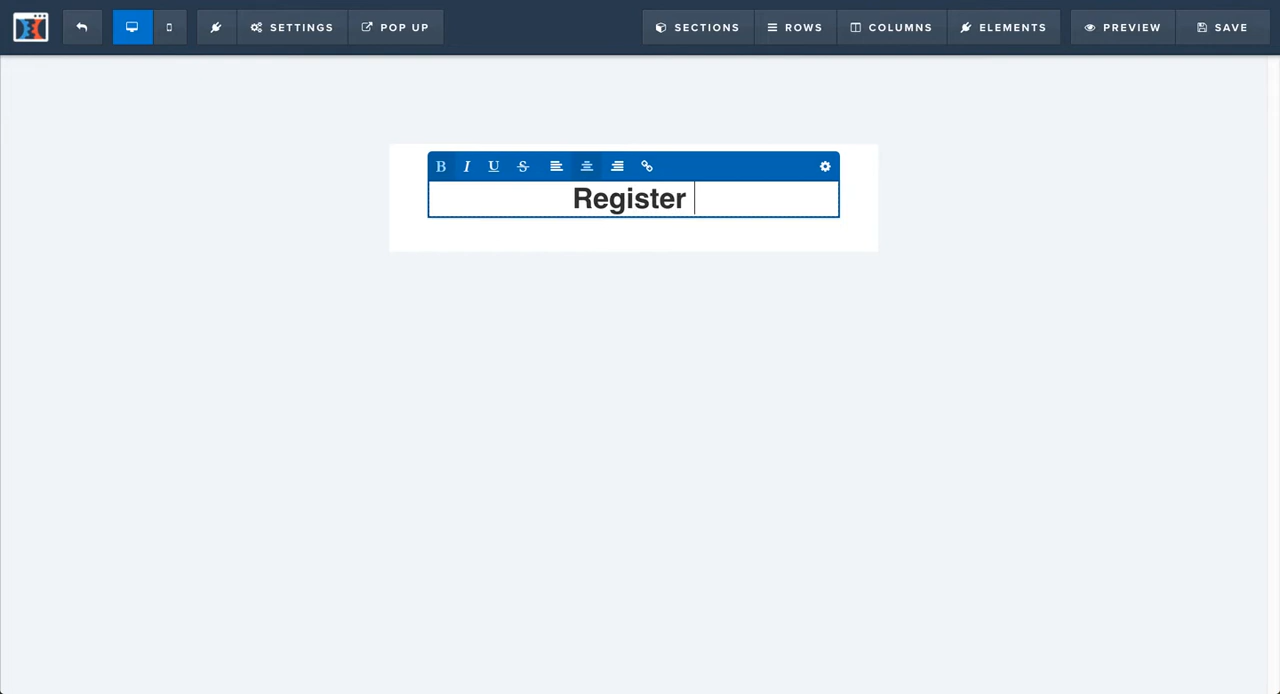 SETTINGS POP UP SECTIONS ROWS COLUMNS ELEMENTS PREVIEW SAVE
B I U S
Register